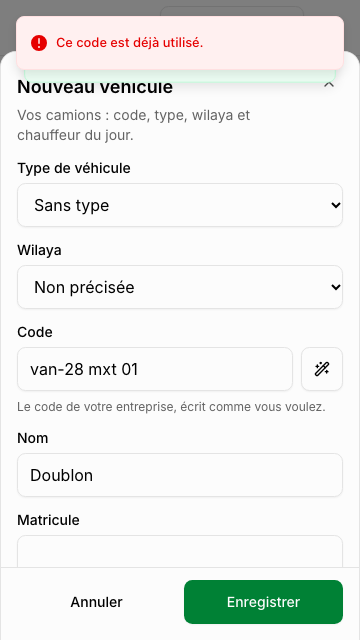 Ce code est déjà utilisé.
Nouveau véhicule
Vos camions : code, type, wilaya et
chauffeur du jour.
Type de véhicule
Sans type
Wilaya
Non précisée
Code
van-28 mxt 01
Le code de votre entreprise, écrit comme vous voulez.
Nom
Doublon
Matricule
Annuler
Enregistrer